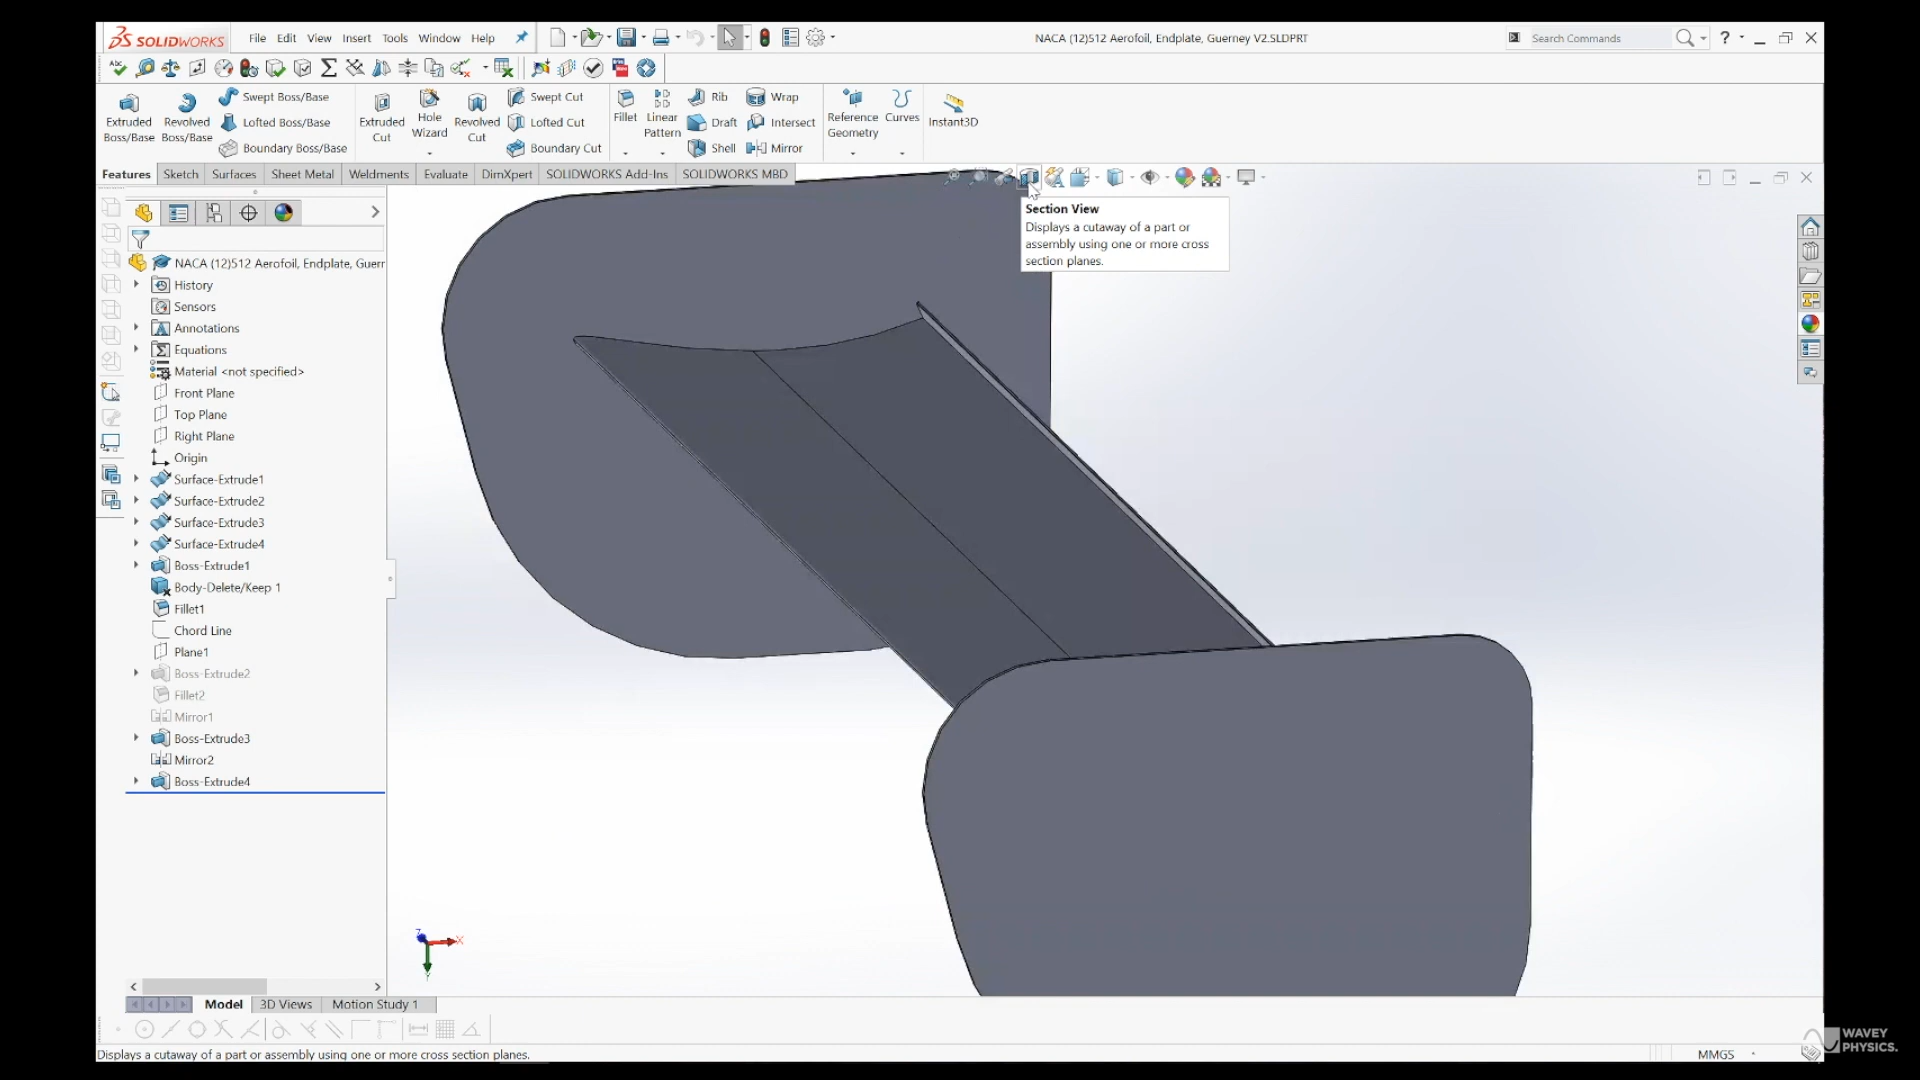 SOLIDWORKS
File Edit View Insert Tools Window Help
NACA (12)512 Aerofoil, Endplate, Guerney V2.SLDPRT
Search Commands
?
Extruded Boss/Base
Revolved Boss/Base
Swept Boss/Base
Lofted Boss/Base
Boundary Boss/Base
Extruded Cut
Hole Wizard
Revolved Cut
Swept Cut
Lofted Cut
Boundary Cut
Fillet
Linear Pattern
Rib
Draft
Shell
Wrap
Intersect
Mirror
Reference Geometry
Curves
Instant3D
Features Sketch Surfaces Sheet Metal Weldments Evaluate DimXpert SOLIDWORKS Add-Ins SOLIDWORKS MBD
Section View
Displays a cutaway of a part or
assembly using one or more cross
section planes.
NACA (12)512 Aerofoil, Endplate, Guerr
History
Sensors
Annotations
Equations
Material <not specified>
Front Plane
Top Plane
Right Plane
Origin
Surface-Extrude1
Surface-Extrude2
Surface-Extrude3
Surface-Extrude4
Boss-Extrude1
Body-Delete/Keep 1
Fillet1
Chord Line
Plane1
Boss-Extrude2
Fillet2
Mirror1
Boss-Extrude3
Mirror2
Boss-Extrude4
Z X
Y
Model 3D Views Motion Study 1
Displays a cutaway of a part or assembly using one or more cross section planes.
MMGS
WAVEY
PHYSICS.